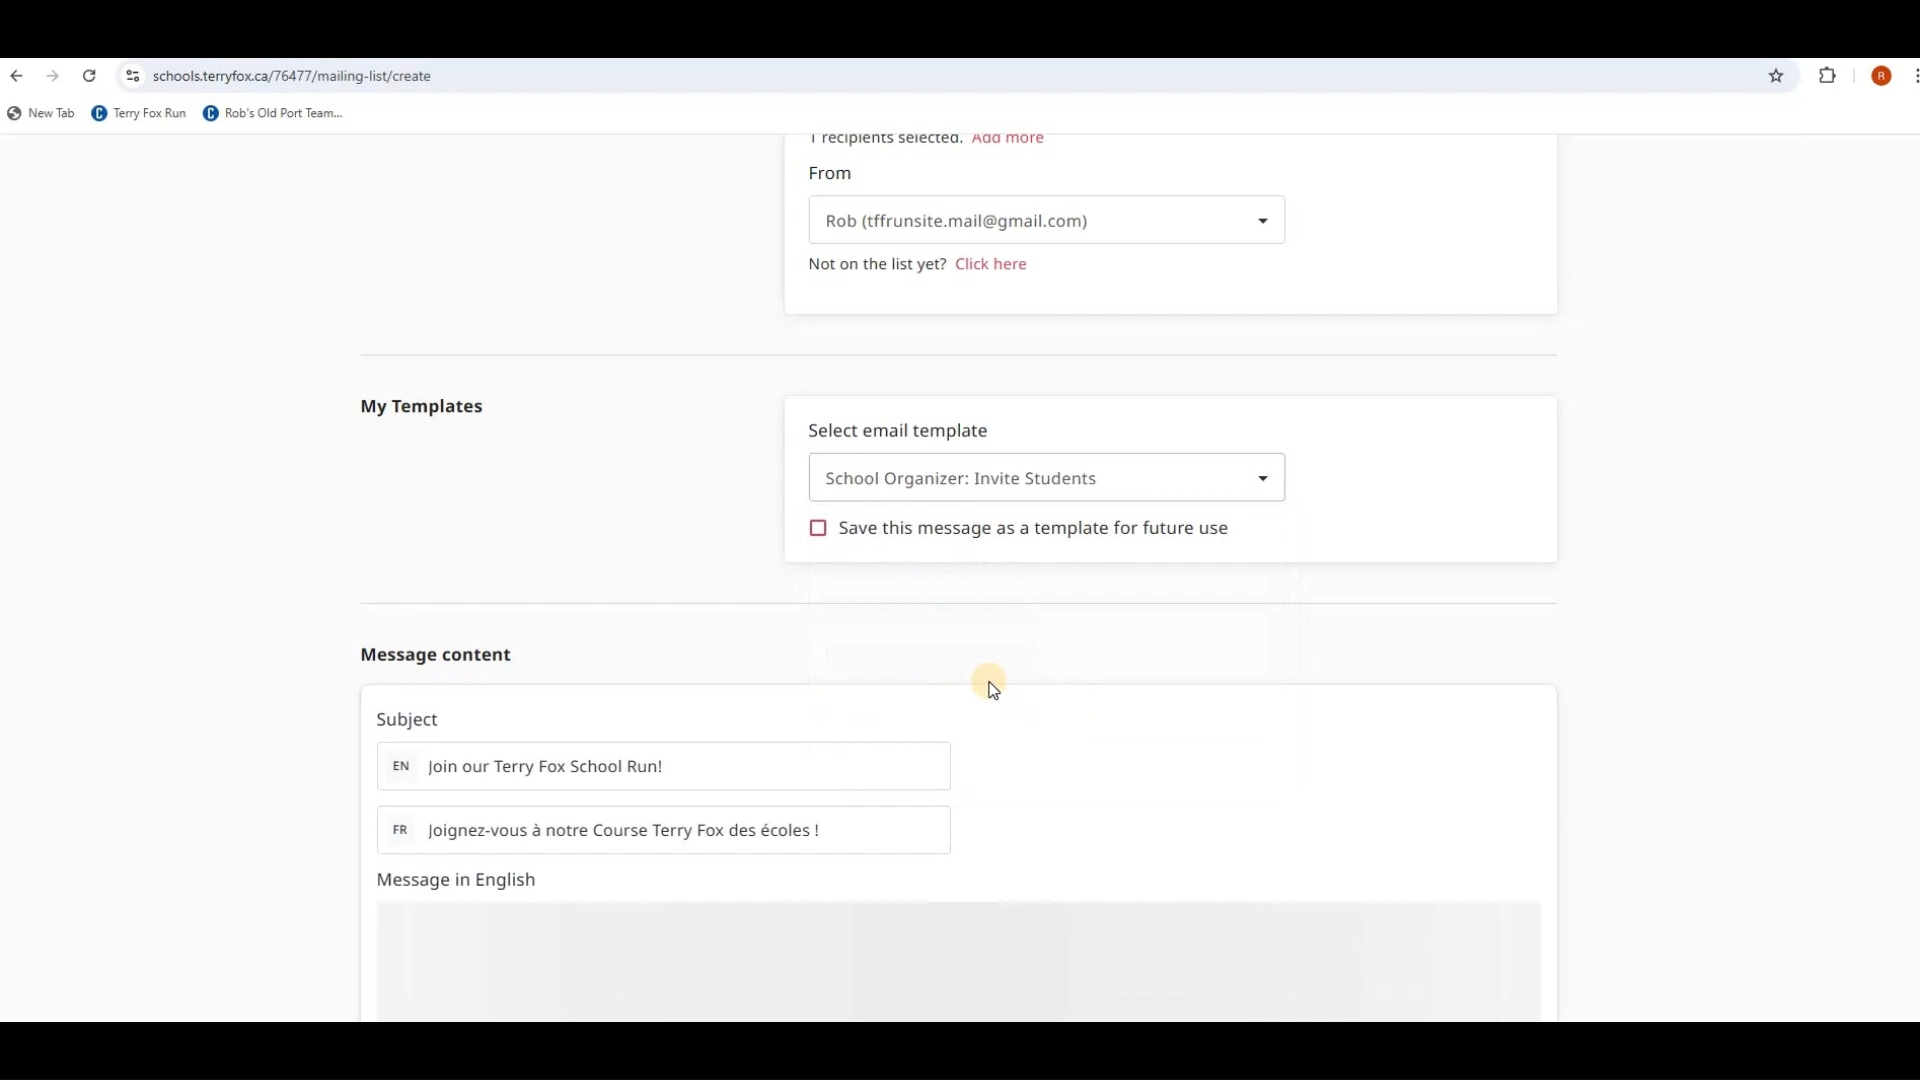 schools.terryfox.ca/76477/mailing-list/create
R
New Tab
Terry Fox Run
Rob's Old Port Team...
1 recipients selected. Add more
From
Rob (tffrunsite.mail@gmail.com)
Not on the list yet? Click here
My Templates
Select email template
School Organizer: Invite Students
Save this message as a template for future use
Message content
Subject
EN Join our Terry Fox School Run!
FR Joignez-vous à notre Course Terry Fox des écoles !
Message in English